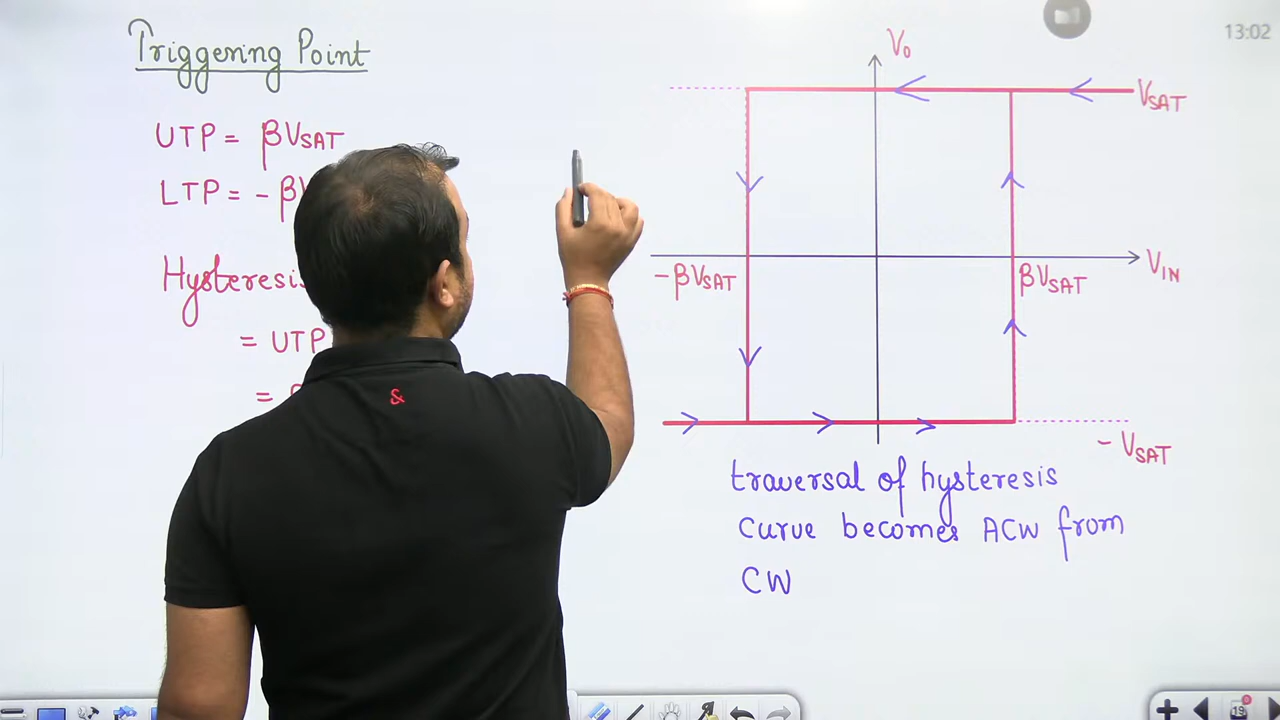 Triggering Point
UTP = βVSAT
LTP = - β
Hysteresis
= UTP
=
V0
VSAT
-βVSAT
βVSAT
VIN
- VSAT
traversal of hysteresis
curve becomes ACW from
CW
13:02
19
&